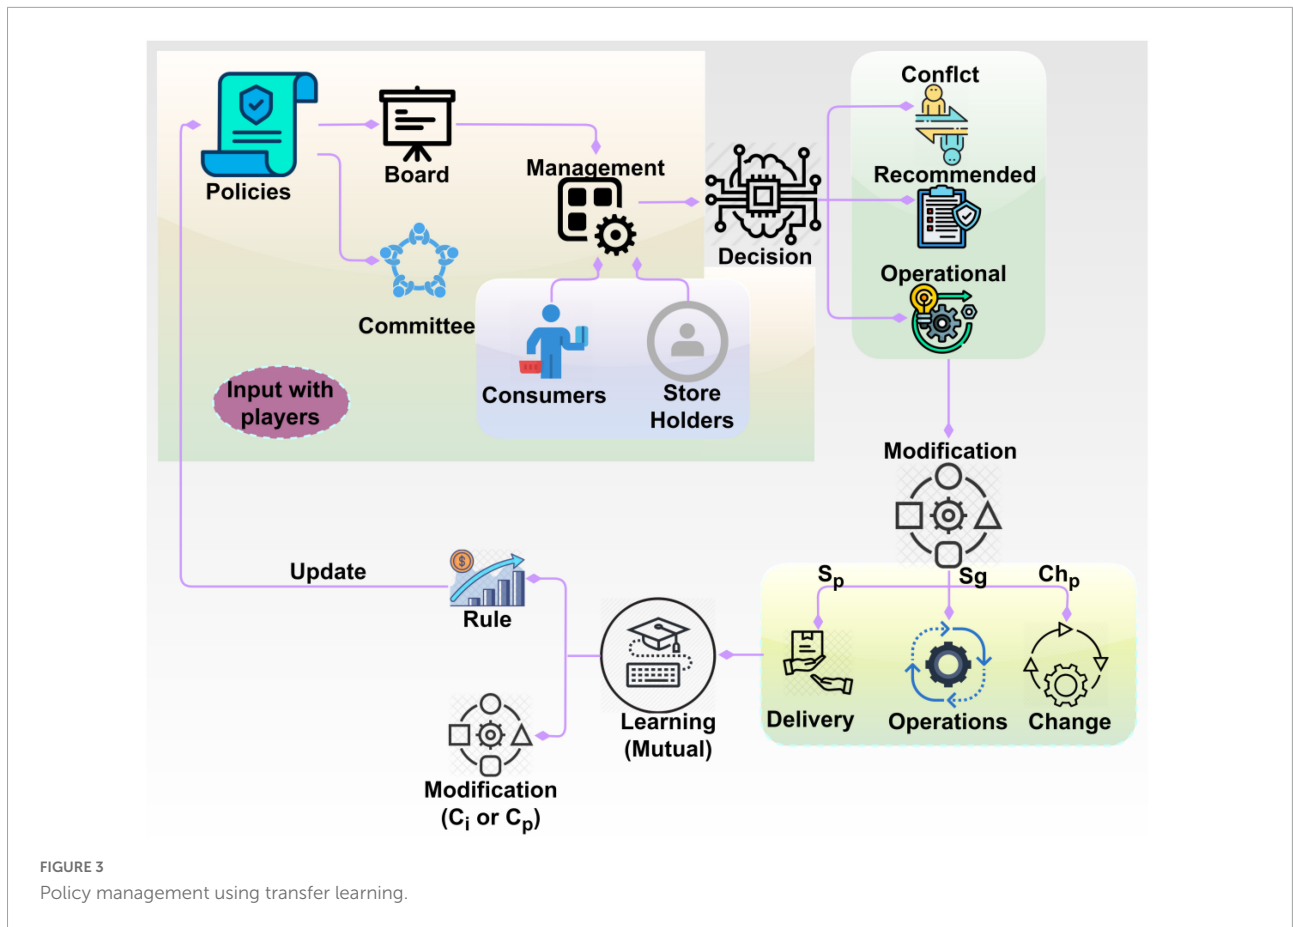 Conflct
Policies
Board
Management
Recommended
Decision
Operational
Committee
Consumers
Store
Holders
Input with
players
Modification
Sp
Sg
Chp
Update
Rule
Delivery
Operations
Change
Learning
(Mutual)
Modification
(Ci or Cp)
FIGURE 3
Policy management using transfer learning.